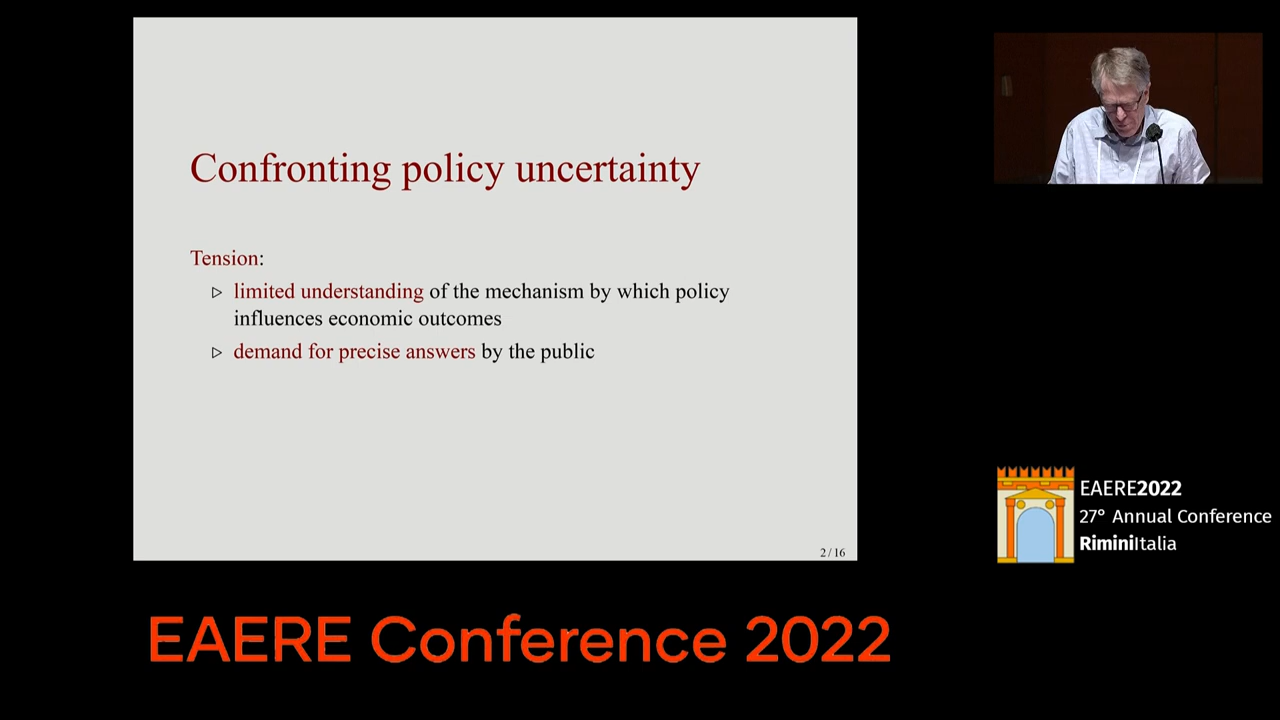 Confronting policy uncertainty
Tension:
▷ limited understanding of the mechanism by which policy
influences economic outcomes
▷ demand for precise answers by the public
2 / 16
EAERE2022
27° Annual Conference
RiminiItalia
EAERE Conference 2022